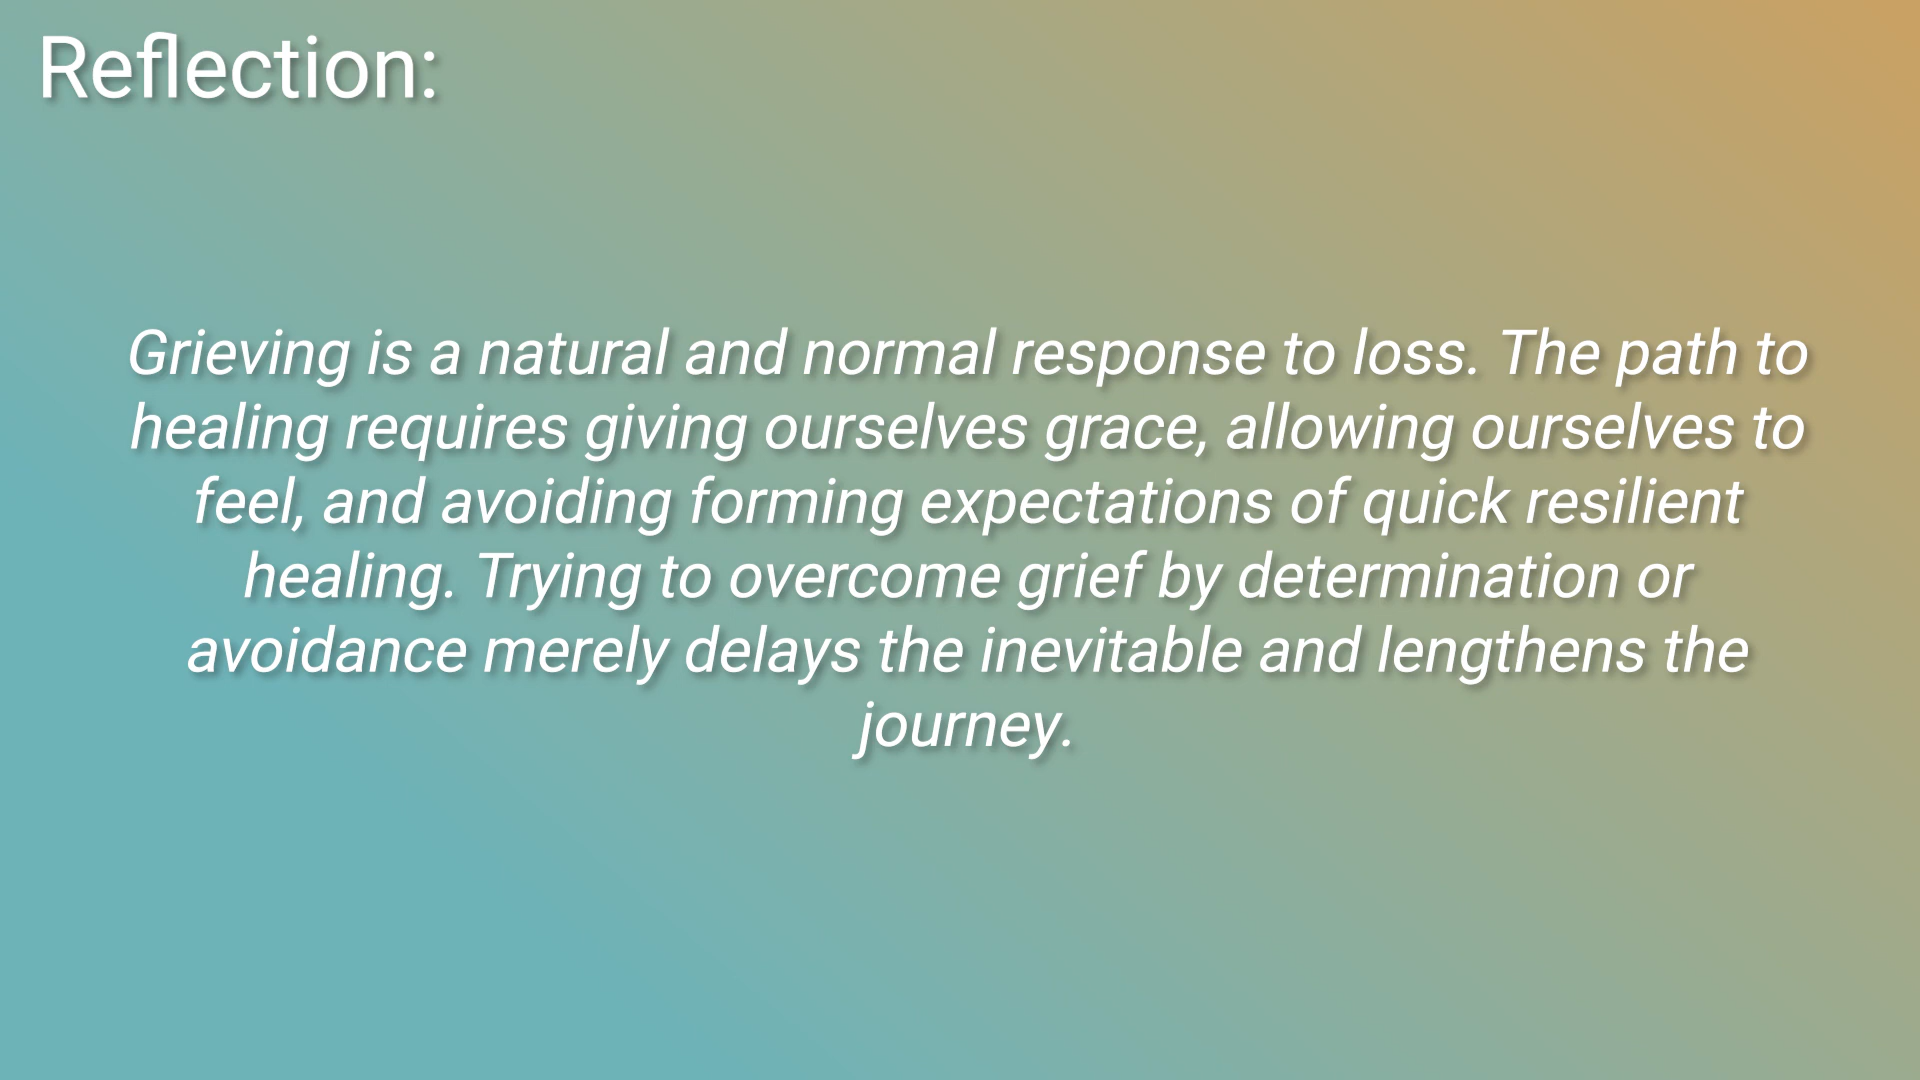 Reflection:
Grieving is a natural and normal response to loss. The path to
healing requires giving ourselves grace, allowing ourselves to
feel, and avoiding forming expectations of quick resilient
healing. Trying to overcome grief by determination or
avoidance merely delays the inevitable and lengthens the
journey.